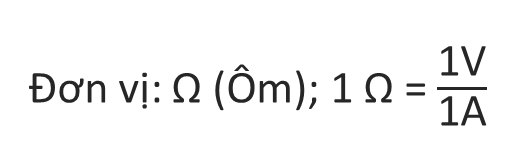 Đơn vị: Ω (Ôm); 1 Ω = 1V/1A